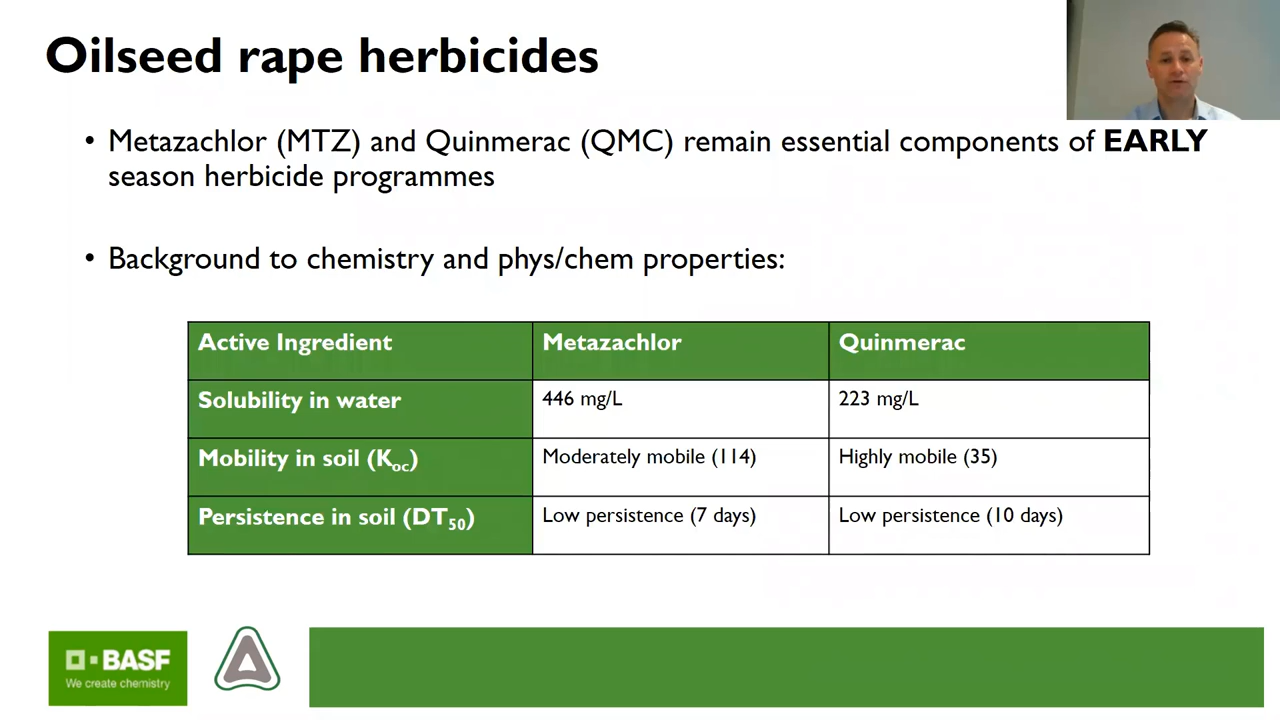 Oilseed rape herbicides
• Metazachlor (MTZ) and Quinmerac (QMC) remain essential components of EARLY
season herbicide programmes
• Background to chemistry and phys/chem properties:
Active Ingredient Metazachlor Quinmerac
Solubility in water 446 mg/L 223 mg/L
Mobility in soil (Koc) Moderately mobile (114) Highly mobile (35)
Persistence in soil (DT50) Low persistence (7 days) Low persistence (10 days)
BASF
We create chemistry